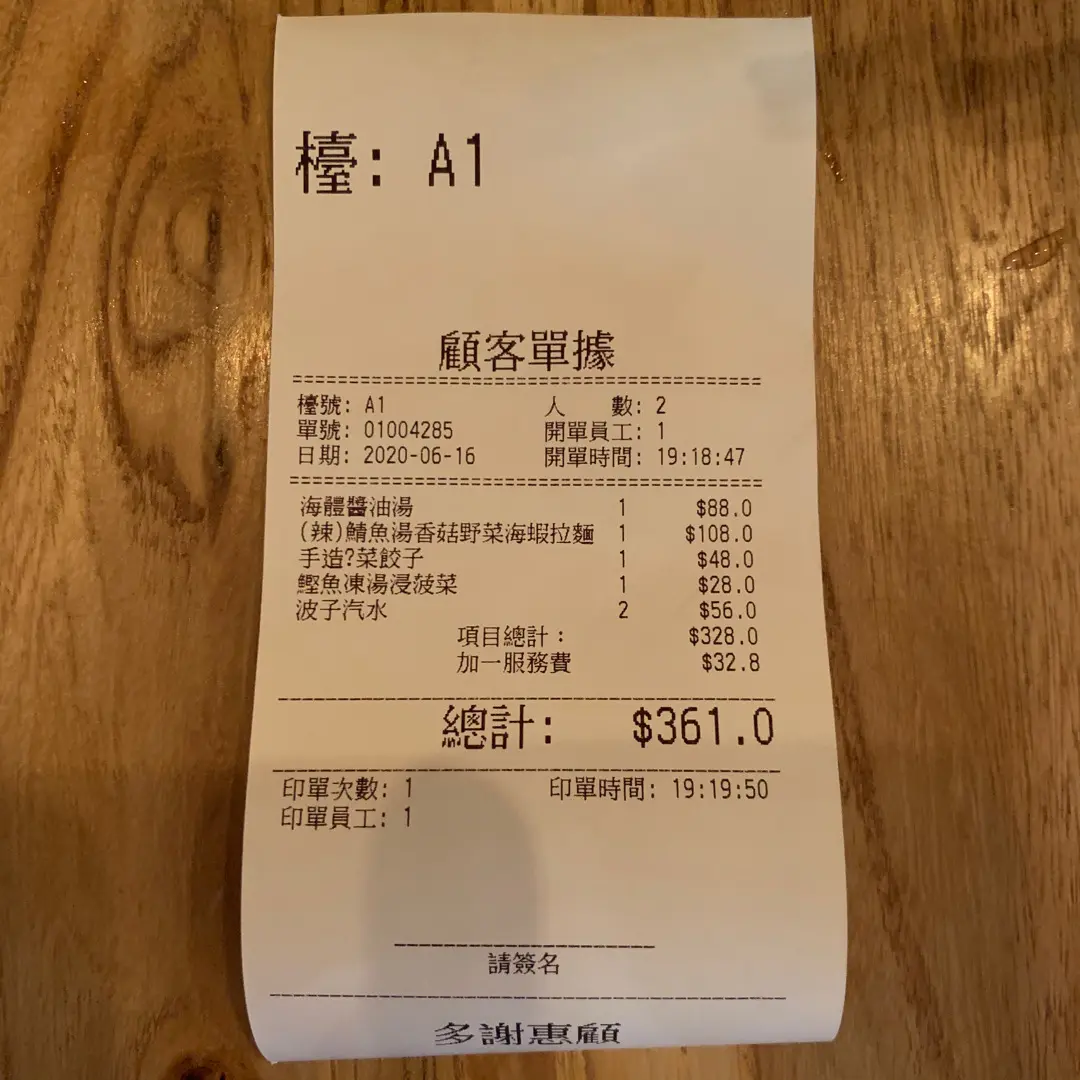 檯: A1
顧客單據
檯號: A1 人 數: 2
單號: 01004285 開單員工: 1
日期: 2020-06-16 開單時間: 19:18:47
海體醬油湯 1 $88.0
(辣)鯖魚湯香菇野菜海蝦拉麵 1 $108.0
手造?菜餃子 1 $48.0
鰹魚凍湯浸菠菜 1 $28.0
波子汽水 2 $56.0
項目總計: $328.0
加一服務費 $32.8
總計: $361.0
印單次數: 1 印單時間: 19:19:50
印單員工: 1
請簽名
多謝惠顧